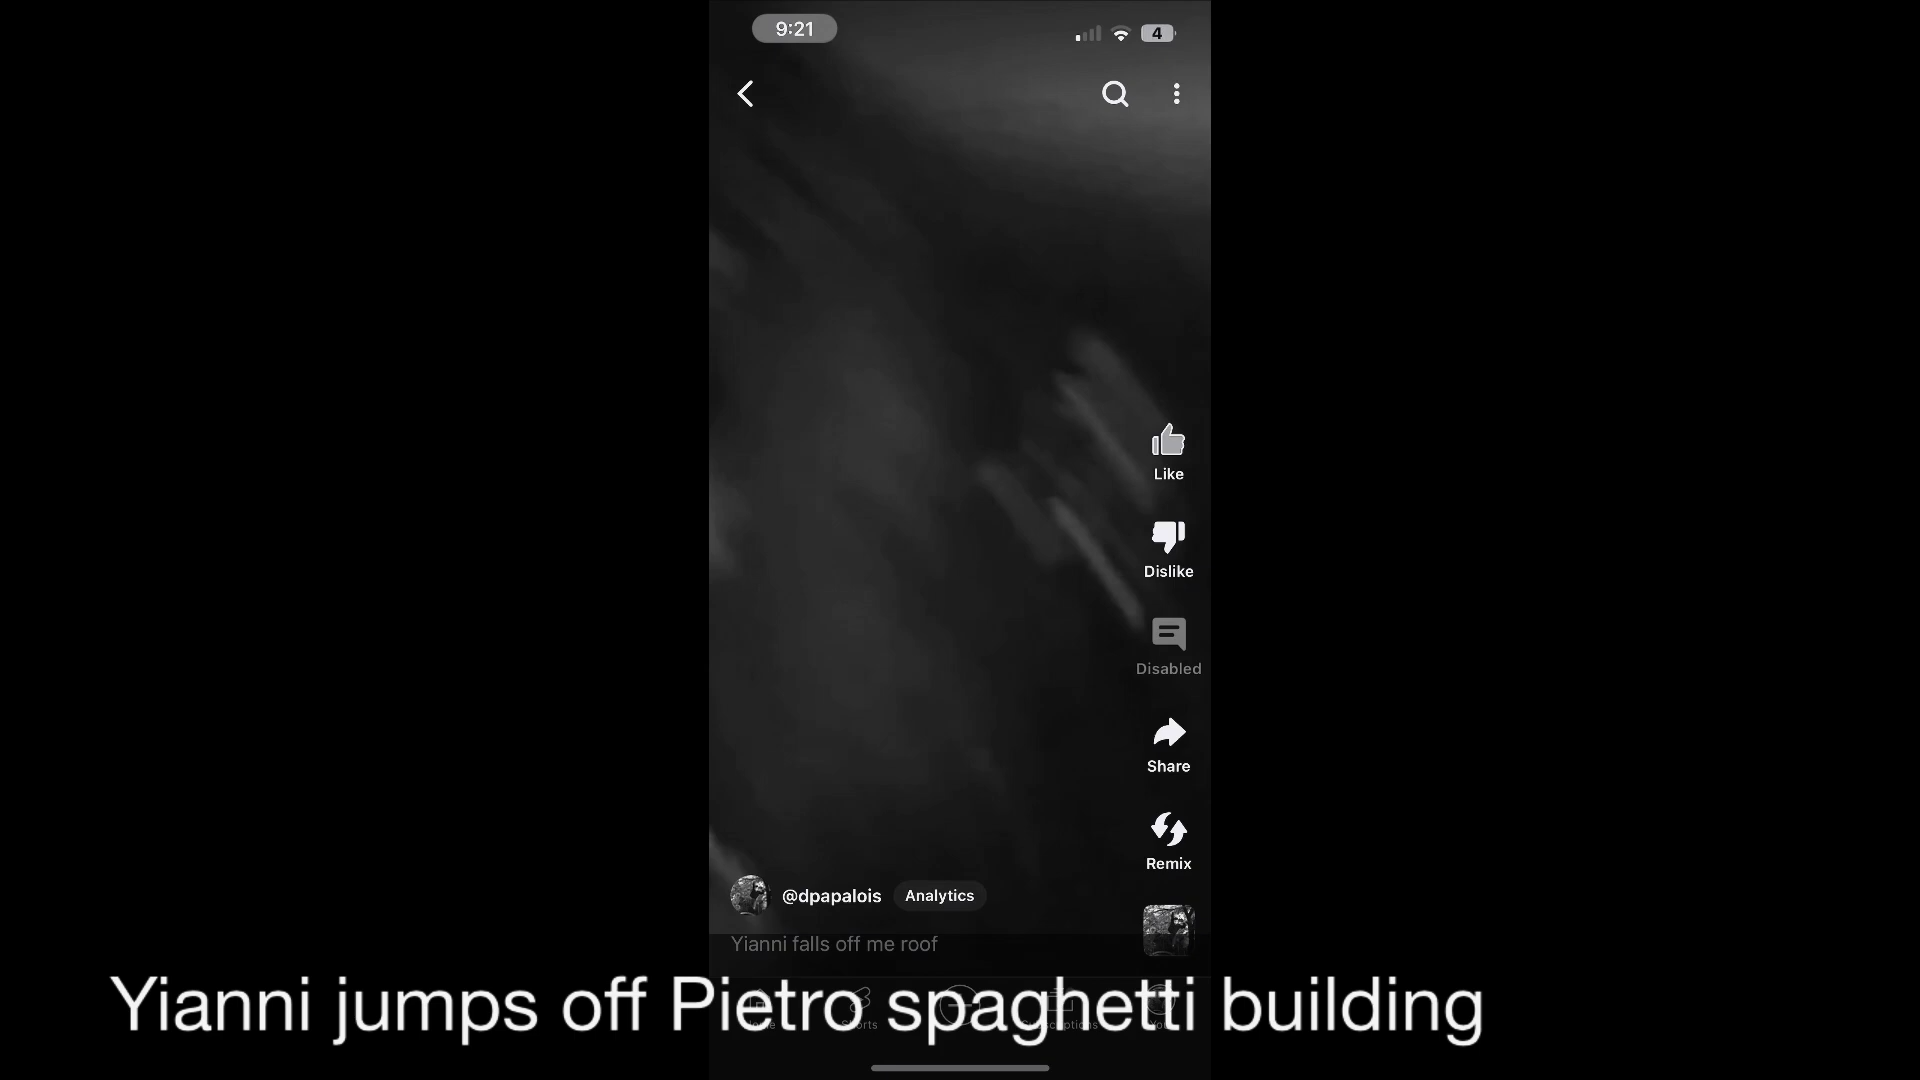 9:21
4
Like
Dislike
Disabled
Share
Remix
@dpapalois Analytics
Yianni falls off me roof
Yianni jumps off Pietro spaghetti building